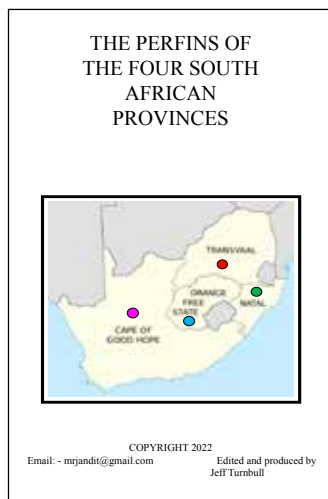 THE PERFINS OF
THE FOUR SOUTH
AFRICAN
PROVINCES
TRANSVAAL
ORANGE
FREE
STATE
NATAL
CAPE OF
GOOD HOPE
COPYRIGHT 2022
Email: - mrjandit@gmail.com Edited and produced by
Jeff Turnbull